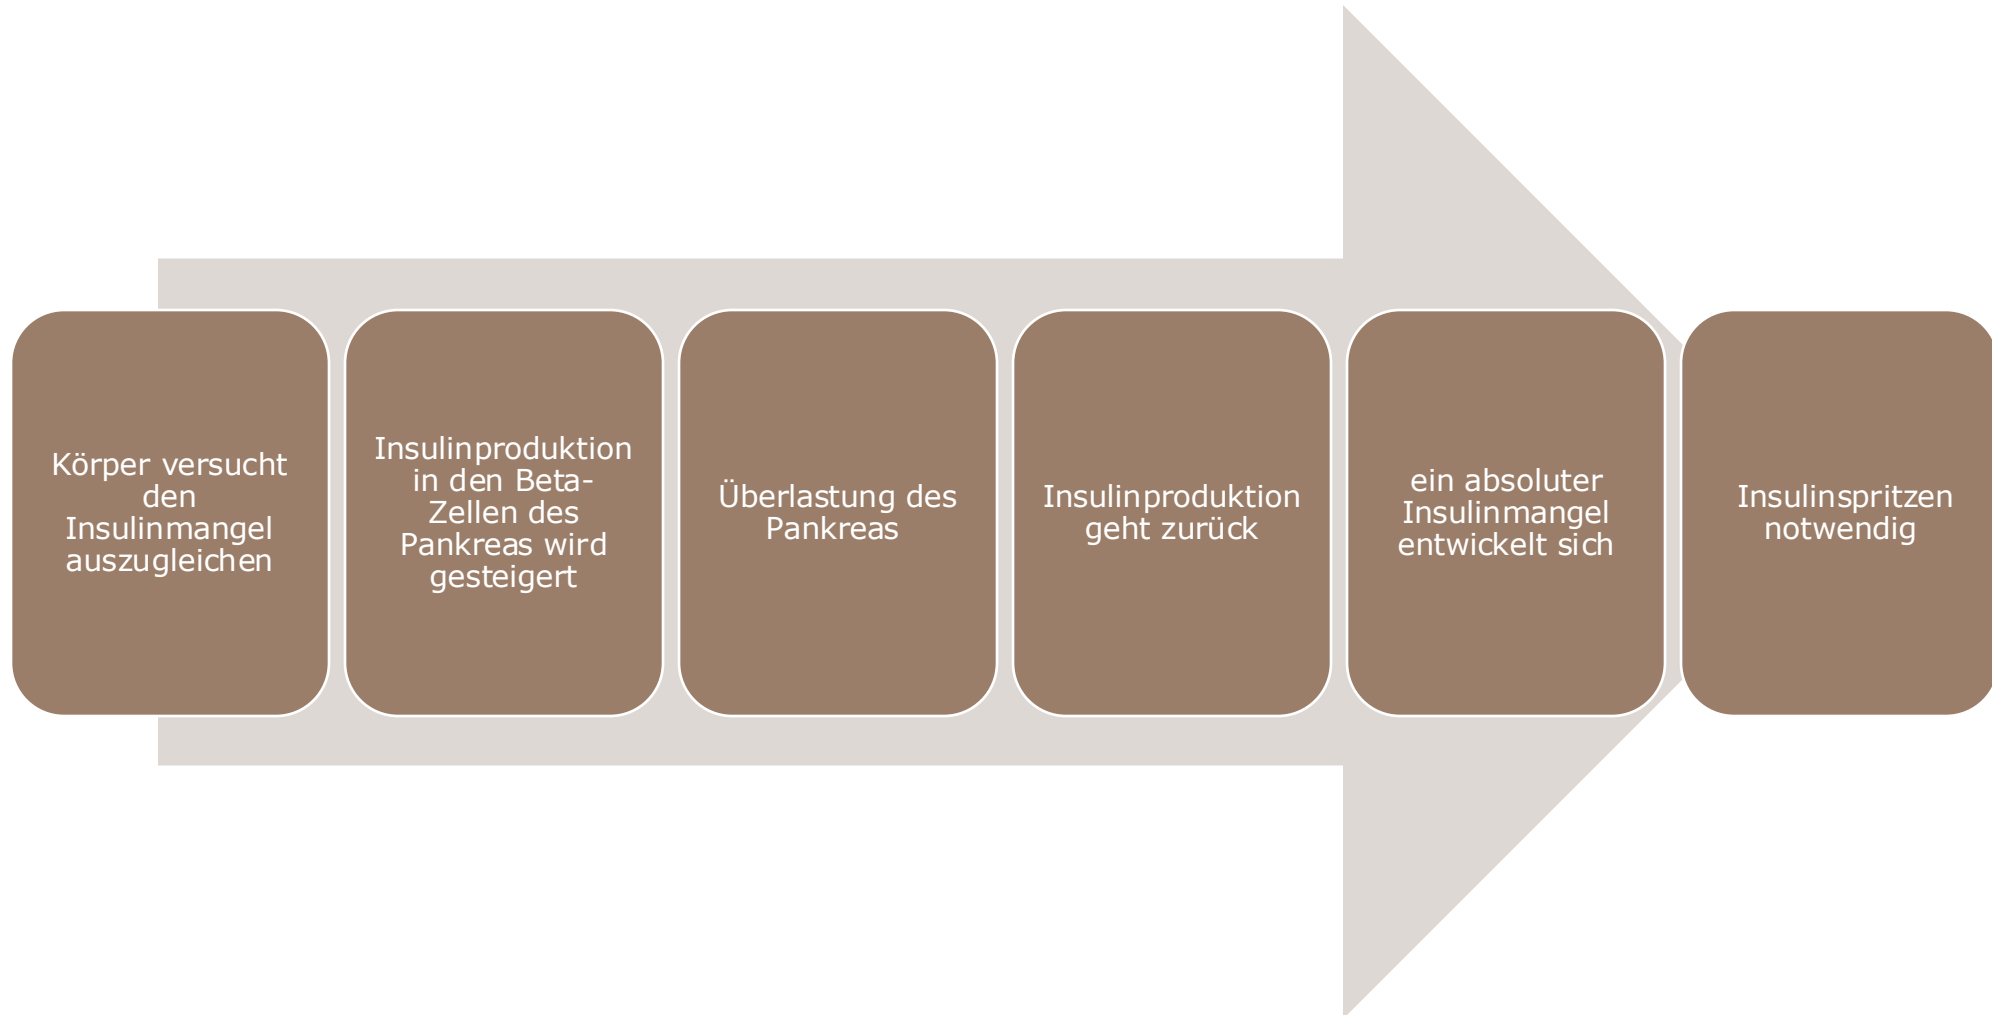 Körper versucht
den
Insulinmangel
auszugleichen
Insulinproduktion
in den Beta-
Zellen des
Pankreas wird
gesteigert
Überlastung des
Pankreas
Insulinproduktion
geht zurück
ein absoluter
Insulinmangel
entwickelt sich
Insulinspritzen
notwendig